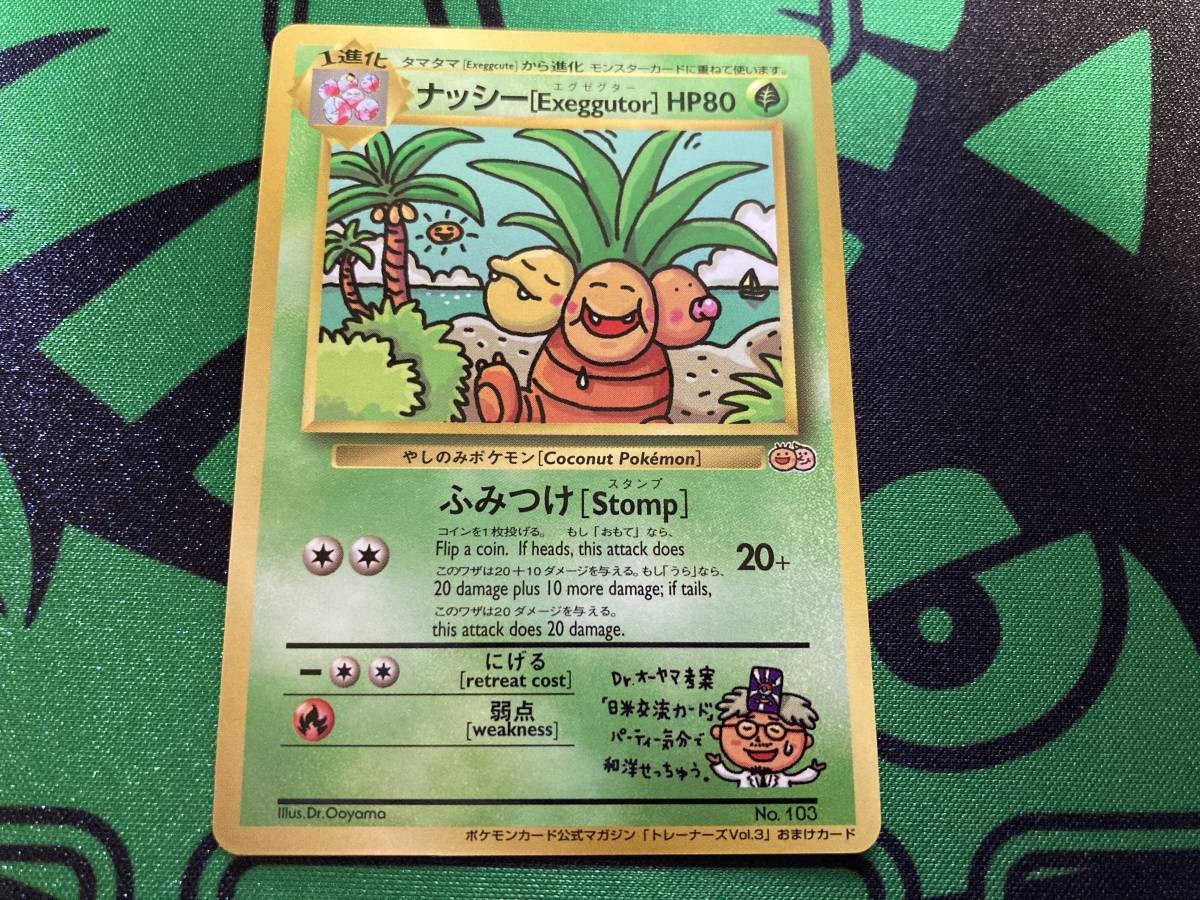 1進化
タマタマ[Exeggcute]から進化 モンスターカードに重ねて使います。
エグゼグター
ナッシー[Exeggutor] HP80
やしのみポケモン[Coconut Pokémon]
スタンプ
ふみつけ[Stomp]
コインを1枚投げる。 もし「おもて」なら、
Flip a coin. If heads, this attack does
このワザは20+10ダメージを与える。もし「うら」なら、
20 damage plus 10 more damage; if tails,
このワザは20ダメージを与える。
this attack does 20 damage.
20+
にげる
[retreat cost]
弱点
[weakness]
Dr.オーヤマ考案
「日米交流カード」
パーティー気分で
和洋せっちゅう。
Illus.Dr.Ooyama
No. 103
ポケモンカード公式マガジン「トレーナーズVol.3」おまけカード